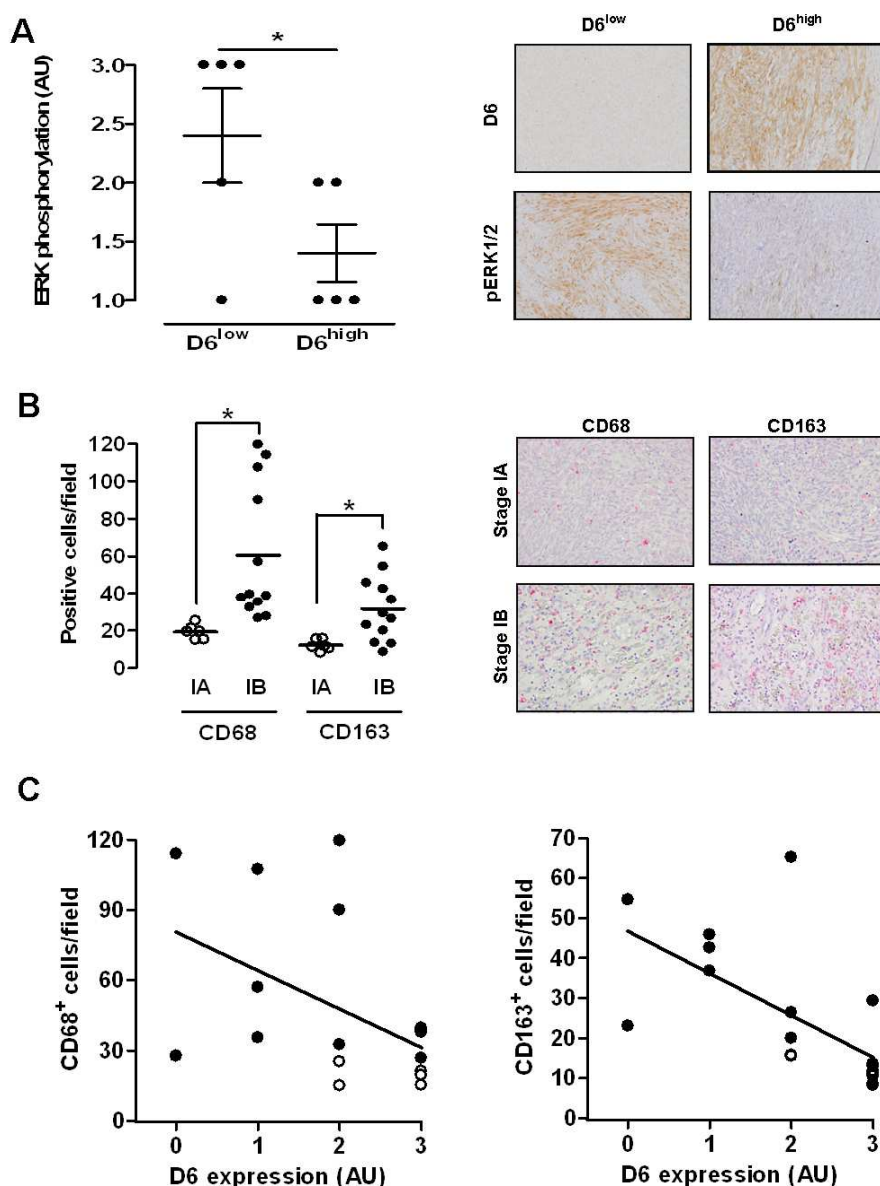 A
*
ERK phosphorylation (AU)
3.0
2.5
2.0
1.5
1.0
D6low
D6high
D6low
D6high
D6
pERK1/2
B
*
*
Positive cells/field
120
100
80
60
40
20
0
IA
IB
IA
IB
CD68
CD163
CD68
CD163
Stage IA
Stage IB
C
CD68+ cells/field
120
90
60
30
0
0
1
2
3
D6 expression (AU)
CD163+ cells/field
70
60
50
40
30
20
10
0
0
1
2
3
D6 expression (AU)